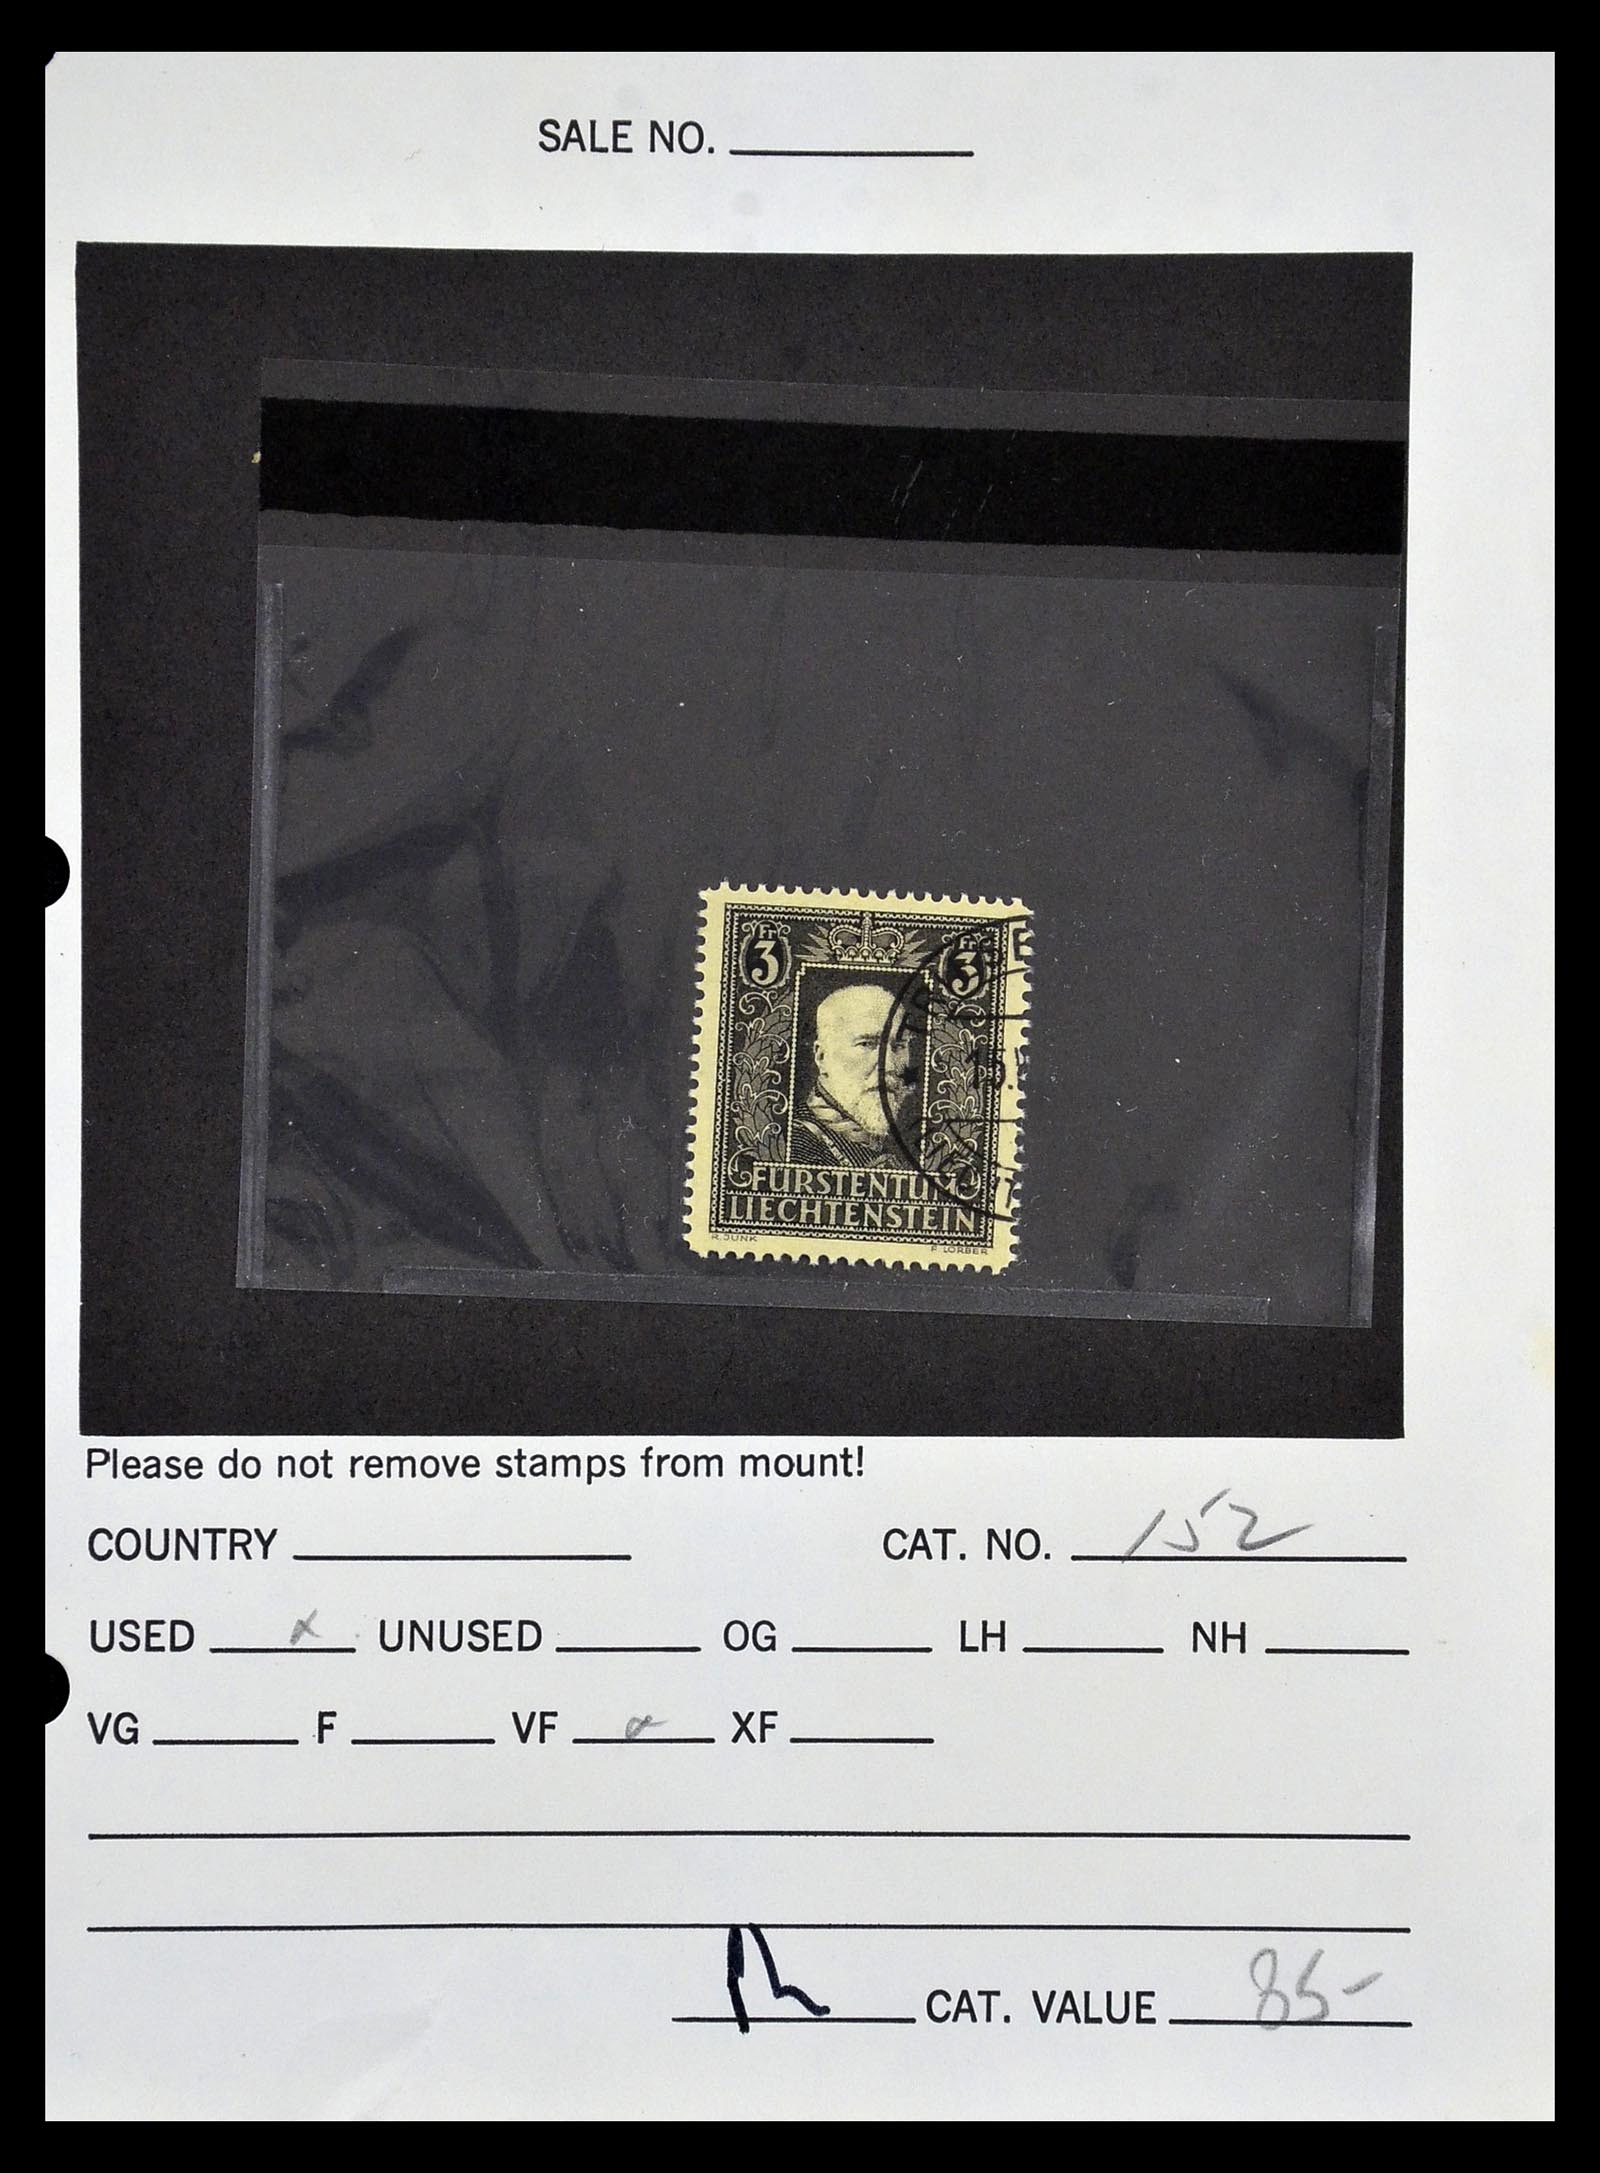 SALE NO.
Fr Fr
3 3
FÜRSTENTUM
LIECHTENSTEIN
R. JUNK F. LORBER
Please do not remove stamps from mount!
COUNTRY CAT. NO. 152
USED x UNUSED OG LH NH
VG F VF x XF
CAT. VALUE 85-